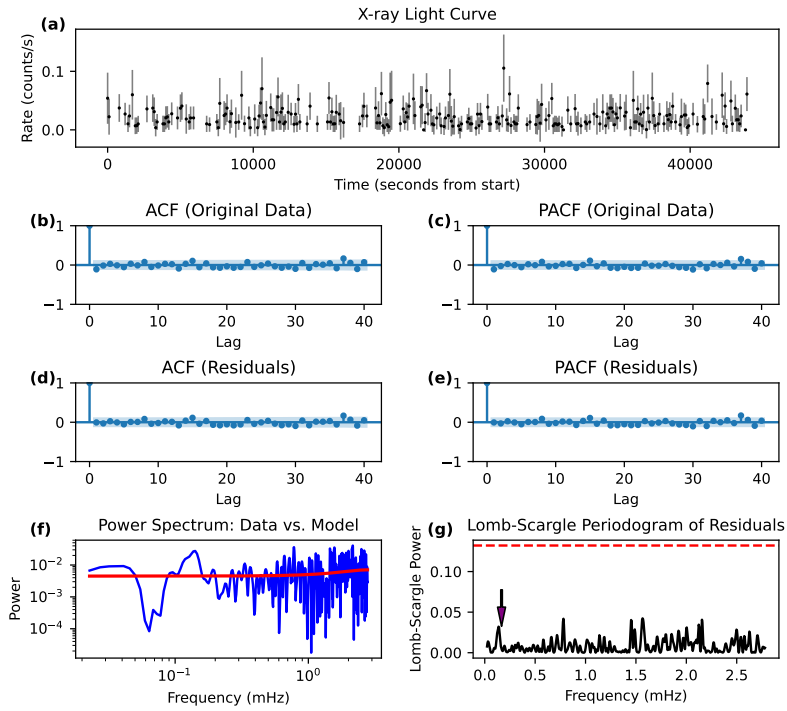 (a)
X-ray Light Curve
Rate (counts/s)
0.1
0.0
0 10000 20000 30000 40000
Time (seconds from start)
(b)
ACF (Original Data)
1
0
−1
0 10 20 30 40
Lag
(c)
PACF (Original Data)
1
0
−1
0 10 20 30 40
Lag
(d)
ACF (Residuals)
1
0
−1
0 10 20 30 40
Lag
(e)
PACF (Residuals)
1
0
−1
0 10 20 30 40
Lag
(f)
Power Spectrum: Data vs. Model
Power
10⁻²
10⁻³
10⁻⁴
10⁻¹ 10⁰
Frequency (mHz)
(g)
Lomb-Scargle Periodogram of Residuals
Lomb-Scargle Power
0.10
0.05
0.00
0.0 0.5 1.0 1.5 2.0 2.5
Frequency (mHz)